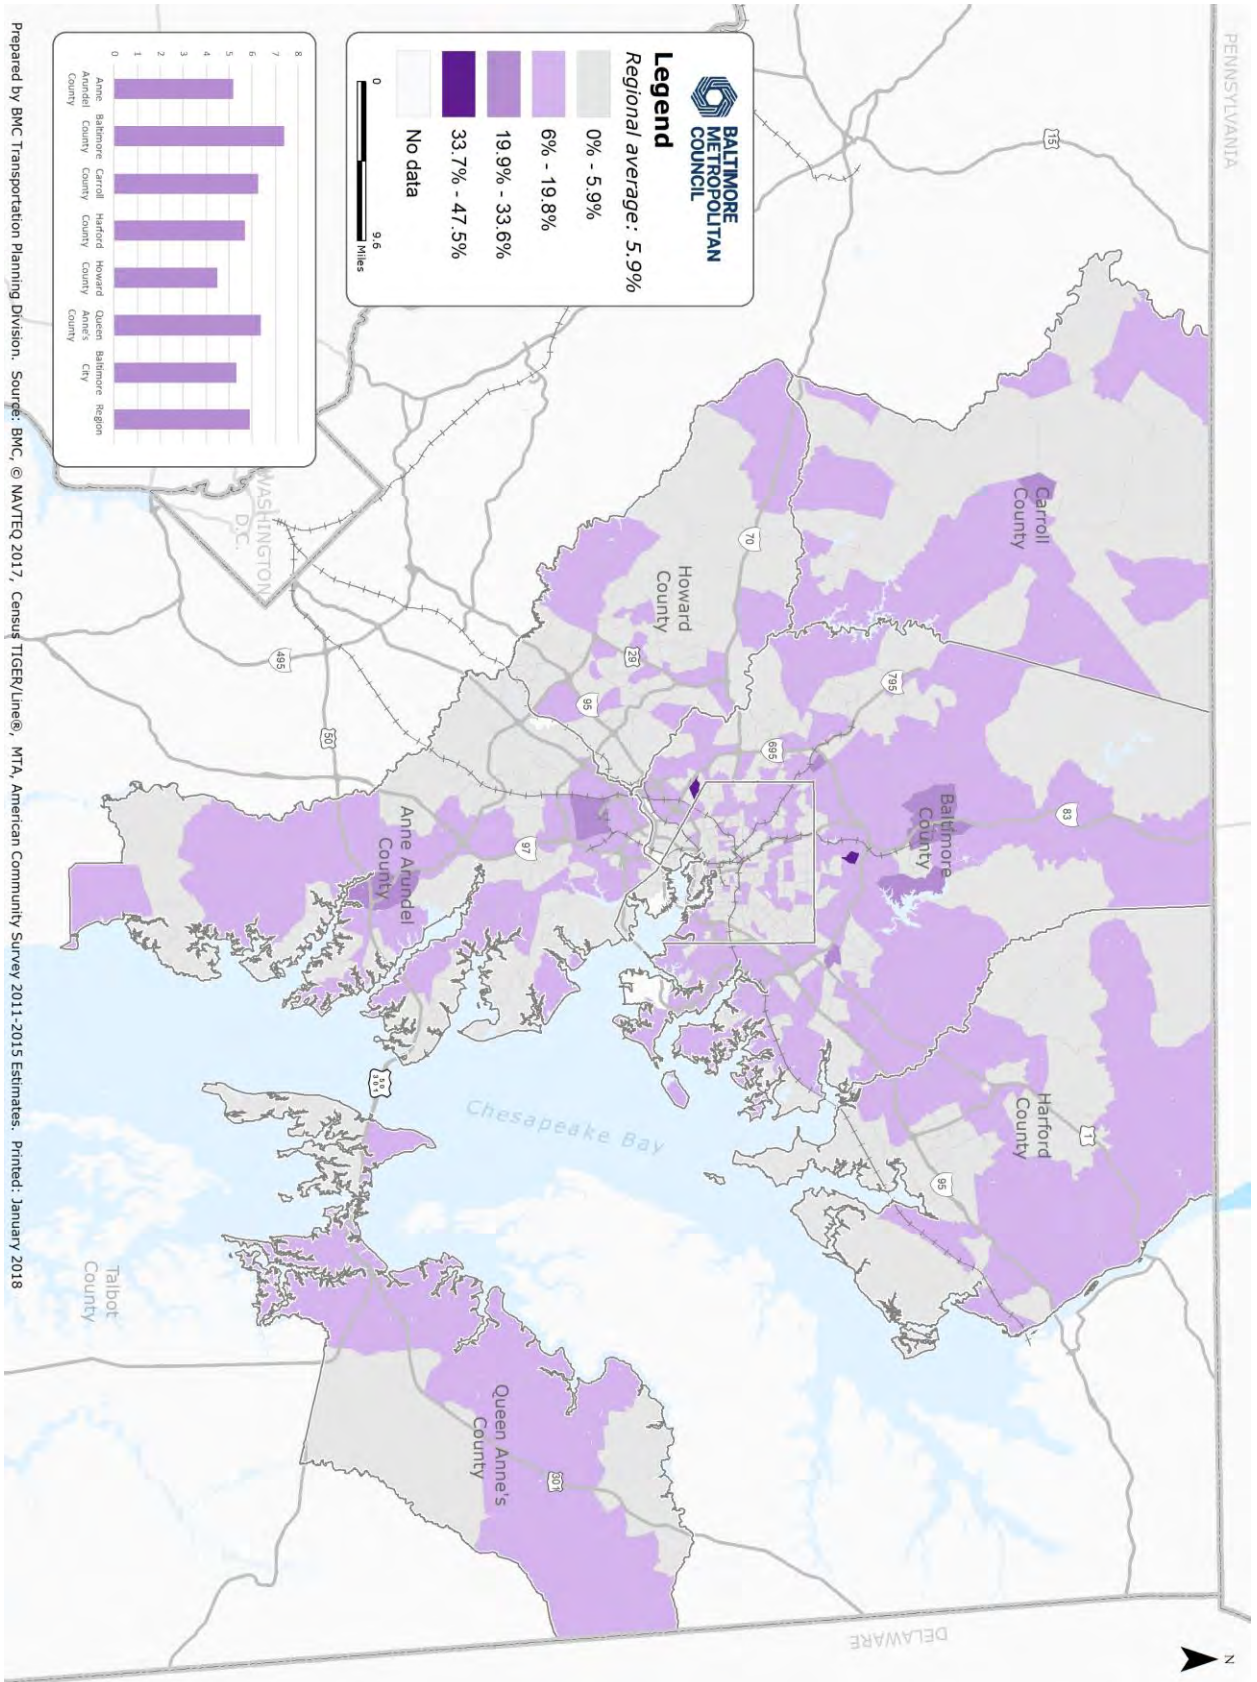 PENNSYLVANIA
15
Carroll
County
Baltimore
County
83
Harford
County
1
795
70
Howard
County
29
695
95
95
97
Anne Arundel
County
50
495
WASHINGTON
D.C.
50
301
Chesapeake Bay
Queen Anne's
County
301
Talbot
County
DELAWARE
N
BALTIMORE
METROPOLITAN
COUNCIL
Legend
Regional average: 5.9%
0% - 5.9%
6% - 19.8%
19.9% - 33.6%
33.7% - 47.5%
No data
0
9.6
Miles
8
7
6
5
4
3
2
1
0
Anne Arundel County
Baltimore County
Carroll County
Harford County
Howard County
Queen Anne's County
Baltimore City
Region
Prepared by BMC Transportation Planning Division. Source: BMC, © NAVTEQ 2017, Census TIGER/Line®, MTA, American Community Survey 2011-2015 Estimates. Printed: January 2018